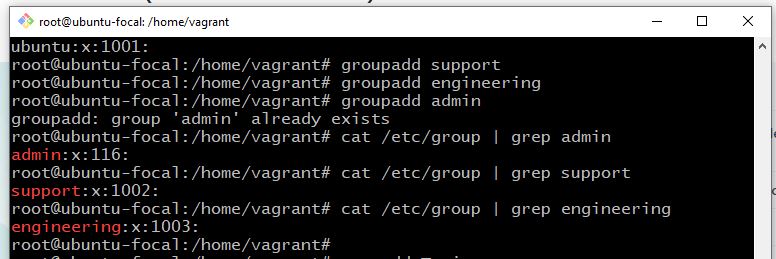 root@ubuntu-focal: /home/vagrant
ubuntu:x:1001:
root@ubuntu-focal:/home/vagrant# groupadd support
root@ubuntu-focal:/home/vagrant# groupadd engineering
root@ubuntu-focal:/home/vagrant# groupadd admin
groupadd: group 'admin' already exists
root@ubuntu-focal:/home/vagrant# cat /etc/group | grep admin
admin:x:116:
root@ubuntu-focal:/home/vagrant# cat /etc/group | grep support
support:x:1002:
root@ubuntu-focal:/home/vagrant# cat /etc/group | grep engineering
engineering:x:1003:
root@ubuntu-focal:/home/vagrant#